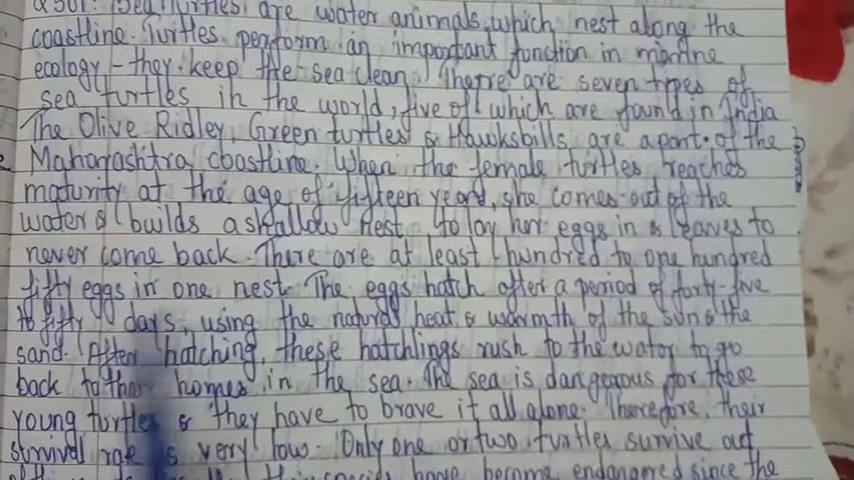 Sea turtles are water animals, which nest along the
coastline. Turtles perform an important function in marine
ecology - they keep the sea clean. There are seven types of
sea turtles in the world, five of which are found in India
The Olive Ridley, Green turtles & Hawksbills are a part of the
Maharashtra coastline. When the female turtles reaches
maturity at the age of fifteen years, she comes out of the
water & builds a shallow nest to lay her eggs in & leaves to
never come back. There are at least hundred to one hundred
fifty eggs in one nest. The eggs hatch after a period of forty-five
to fifty days, using the natural heat & warmth of the sun & the
sand. After hatching, these hatchlings rush to the water to go
back to their homes in the sea. The sea is dangerous for these
young turtles & they have to brave it all alone. Therefore, their
survival rate is very low. Only one or two turtles survive out
species have become endangered since the